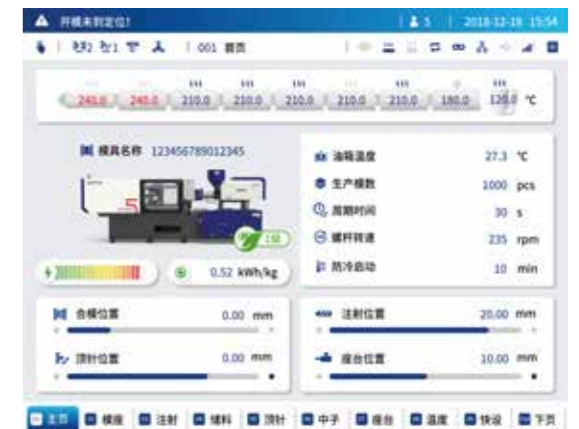 开模未到定位!
5
2018-12-18 15:54
001 首页
240.0 240.0 210.0 210.0 210.0 210.0 210.0 180.0 120.0 ℃
模具名称 123456789012345
1级
0.52 kWh/kg
油箱温度 27.3 ℃
生产模数 1000 pcs
周期时间 30 s
螺杆转速 235 rpm
防冷启动 10 min
合模位置 0.00 mm
注射位置 20.00 mm
顶针位置 0.00 mm
座台位置 10.00 mm
主页 模座 注射 储料 顶针 中子 座台 温度 快设 下页